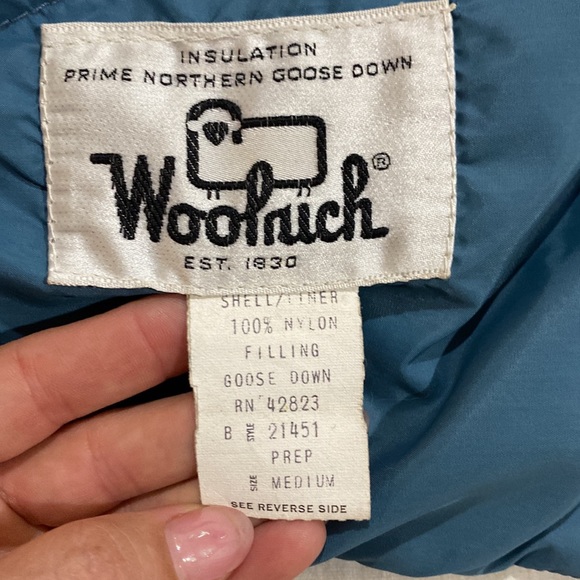 INSULATION
PRIME NORTHERN GOOSE DOWN
Woolrich ®
EST. 1830
SHELL/LINER
100% NYLON
FILLING
GOOSE DOWN
RN 42823
B STYLE 21451
PREP
SIZE MEDIUM
SEE REVERSE SIDE